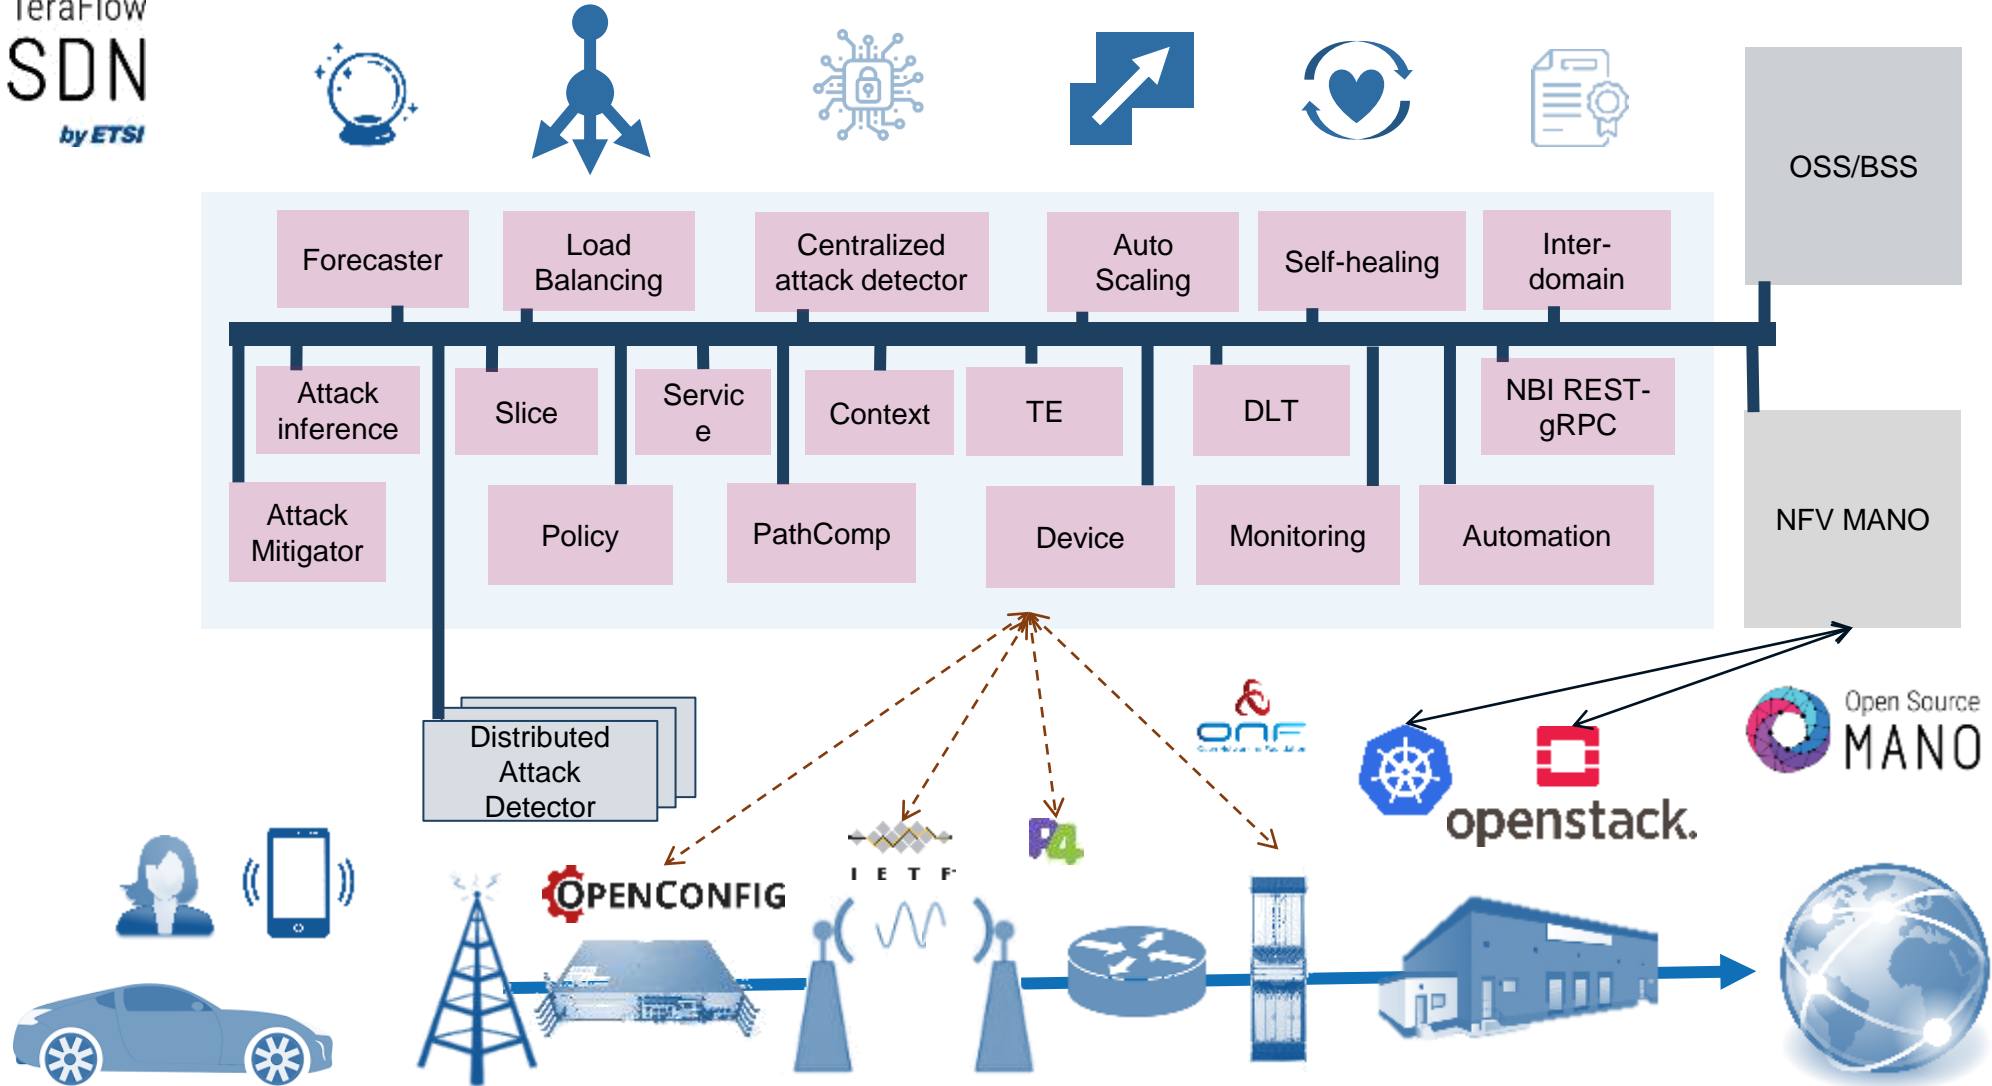 TeraFlow
SDN
by ETSI
OSS/BSS
Forecaster
Load
Balancing
Centralized
attack detector
Auto
Scaling
Self-healing
Inter-
domain
Attack
inference
Slice
Servic
e
Context
TE
DLT
NBI REST-
gRPC
Attack
Mitigator
Policy
PathComp
Device
Monitoring
Automation
NFV MANO
Distributed
Attack
Detector
ONF
Open Source
MANO
openstack.
P4
IETF
OPENCONFIG